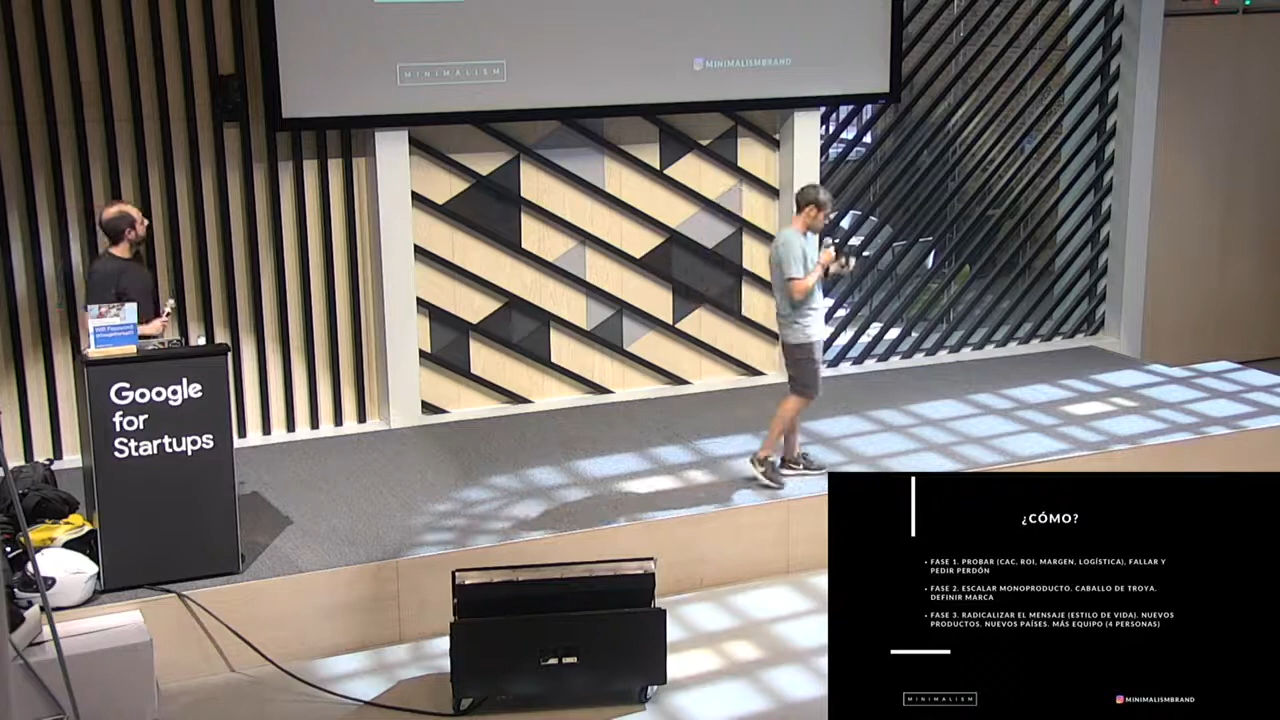 MINIMALISM
MINIMALISMBRAND
Wifi Password
Google
for
Startups
¿CÓMO?
• FASE 1. PROBAR (CAC, ROI, MARGEN, LOGÍSTICA), FALLAR Y
PEDIR PERDÓN
• FASE 2. ESCALAR MONOPRODUCTO. CABALLO DE TROYA.
DEFINIR MARCA
• FASE 3. RADICALIZAR EL MENSAJE (ESTILO DE VIDA). NUEVOS
PRODUCTOS. NUEVOS PAÍSES. MÁS EQUIPO (4 PERSONAS)
MINIMALISM
MINIMALISMBRAND